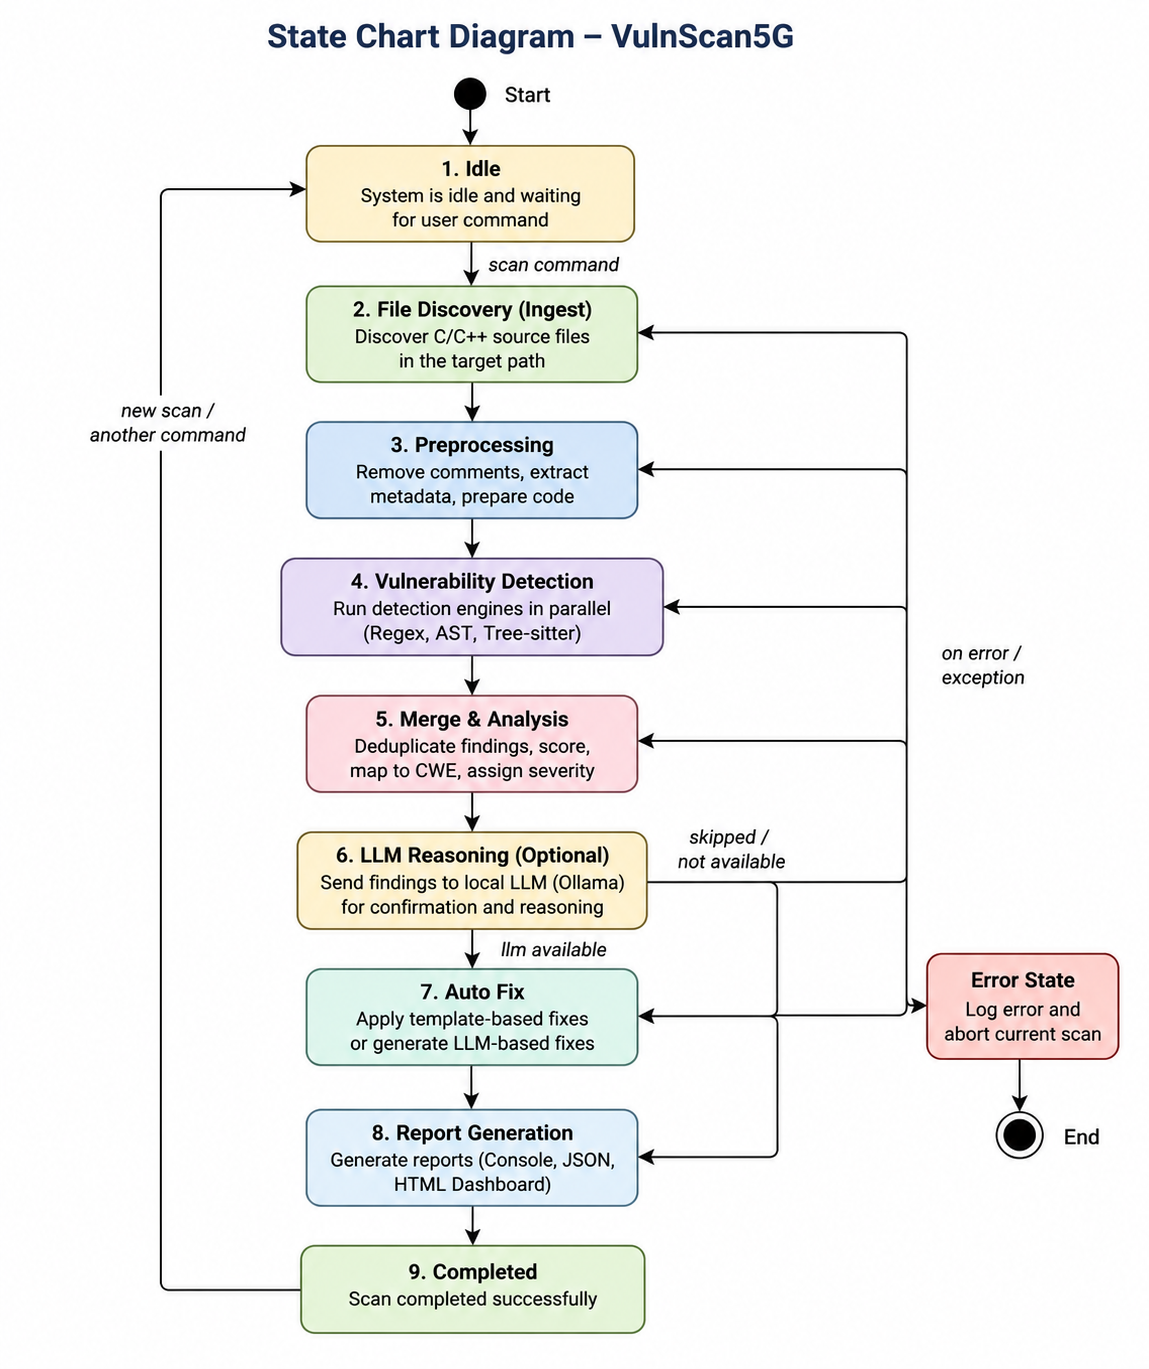 State Chart Diagram – VulnScan5G
Start
1. Idle
System is idle and waiting
for user command
scan command
2. File Discovery (Ingest)
Discover C/C++ source files
in the target path
new scan /
another command
3. Preprocessing
Remove comments, extract
metadata, prepare code
4. Vulnerability Detection
Run detection engines in parallel
(Regex, AST, Tree-sitter)
on error /
exception
5. Merge & Analysis
Deduplicate findings, score,
map to CWE, assign severity
skipped /
not available
6. LLM Reasoning (Optional)
Send findings to local LLM (Ollama)
for confirmation and reasoning
llm available
7. Auto Fix
Apply template-based fixes
or generate LLM-based fixes
Error State
Log error and
abort current scan
End
8. Report Generation
Generate reports (Console, JSON,
HTML Dashboard)
9. Completed
Scan completed successfully